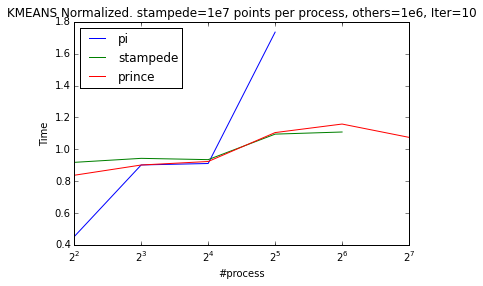 KMEANS Normalized. stampede=1e7 points per process, others=1e6, Iter=10
1.8
1.6
1.4
1.2
1.0
0.8
0.6
0.4
Time
pi
stampede
prince
2^2 2^3 2^4 2^5 2^6 2^7
#process